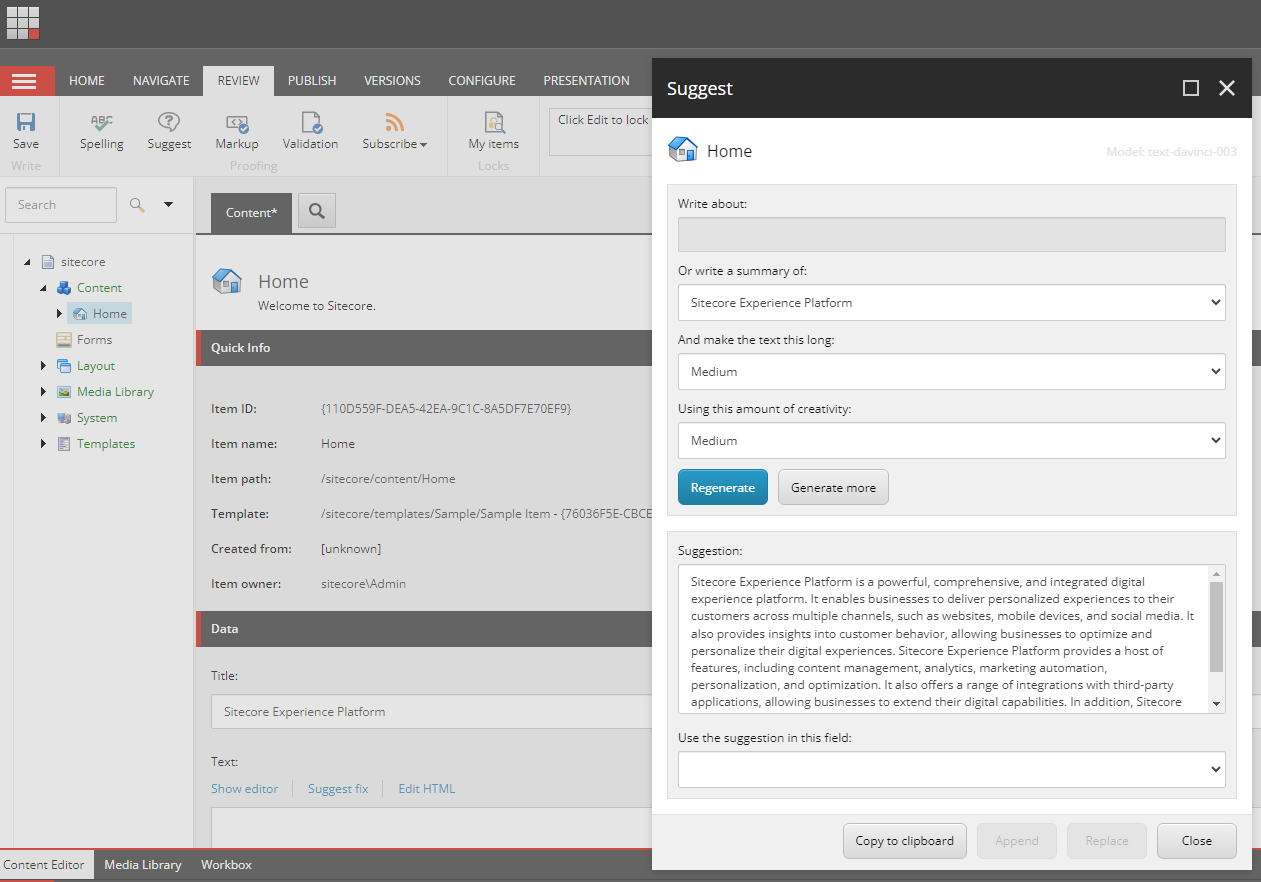 HOME NAVIGATE REVIEW PUBLISH VERSIONS CONFIGURE PRESENTATION
Save
Write
Spelling
Suggest
Markup
Validation
Subscribe
Proofing
My items
Locks
Click Edit to lock
Search
sitecore
Content
Home
Forms
Layout
Media Library
System
Templates
Content*
Home
Welcome to Sitecore.
Quick Info
Item ID: {110D559F-DEA5-42EA-9C1C-8A5DF7E70EF9}
Item name: Home
Item path: /sitecore/content/Home
Template: /sitecore/templates/Sample/Sample Item - {76036F5E-CBCE
Created from: [unknown]
Item owner: sitecore\Admin
Data
Title:
Sitecore Experience Platform
Text:
Show editor Suggest fix Edit HTML
Suggest
Home
Model: text-davinci-003
Write about:
Or write a summary of:
Sitecore Experience Platform
And make the text this long:
Medium
Using this amount of creativity:
Medium
Regenerate Generate more
Suggestion:
Sitecore Experience Platform is a powerful, comprehensive, and integrated digital
experience platform. It enables businesses to deliver personalized experiences to their
customers across multiple channels, such as websites, mobile devices, and social media. It
also provides insights into customer behavior, allowing businesses to optimize and
personalize their digital experiences. Sitecore Experience Platform provides a host of
features, including content management, analytics, marketing automation,
personalization, and optimization. It also offers a range of integrations with third-party
applications, allowing businesses to extend their digital capabilities. In addition, Sitecore
Use the suggestion in this field:
Copy to clipboard Append Replace Close
Content Editor Media Library Workbox